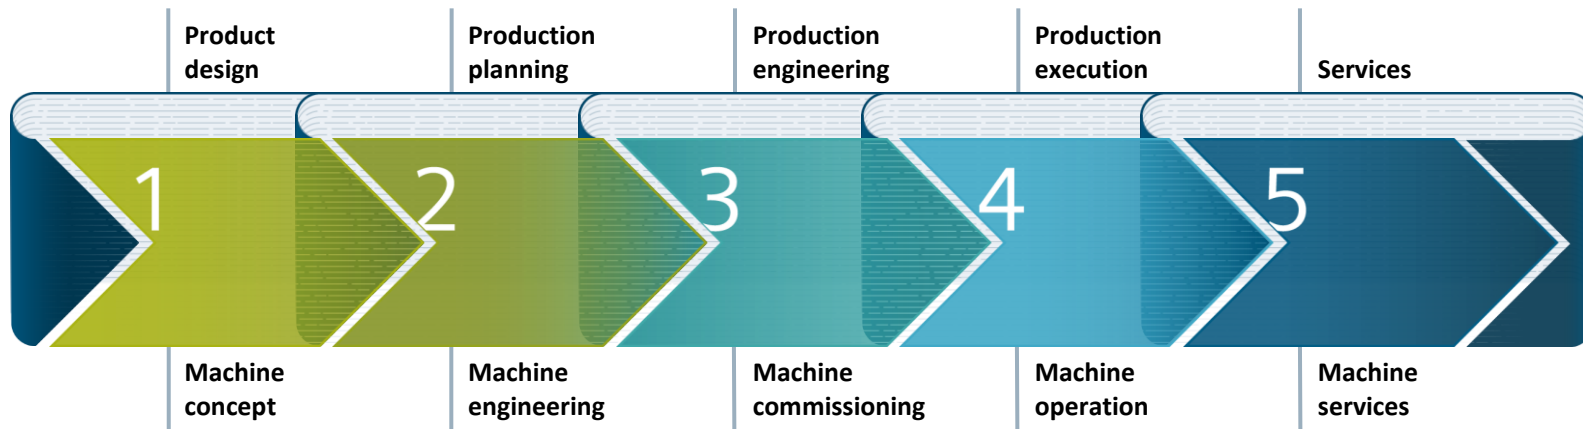 Product
design
Production
planning
Production
engineering
Production
execution
Services
1
2
3
4
5
Machine
concept
Machine
engineering
Machine
commissioning
Machine
operation
Machine
services